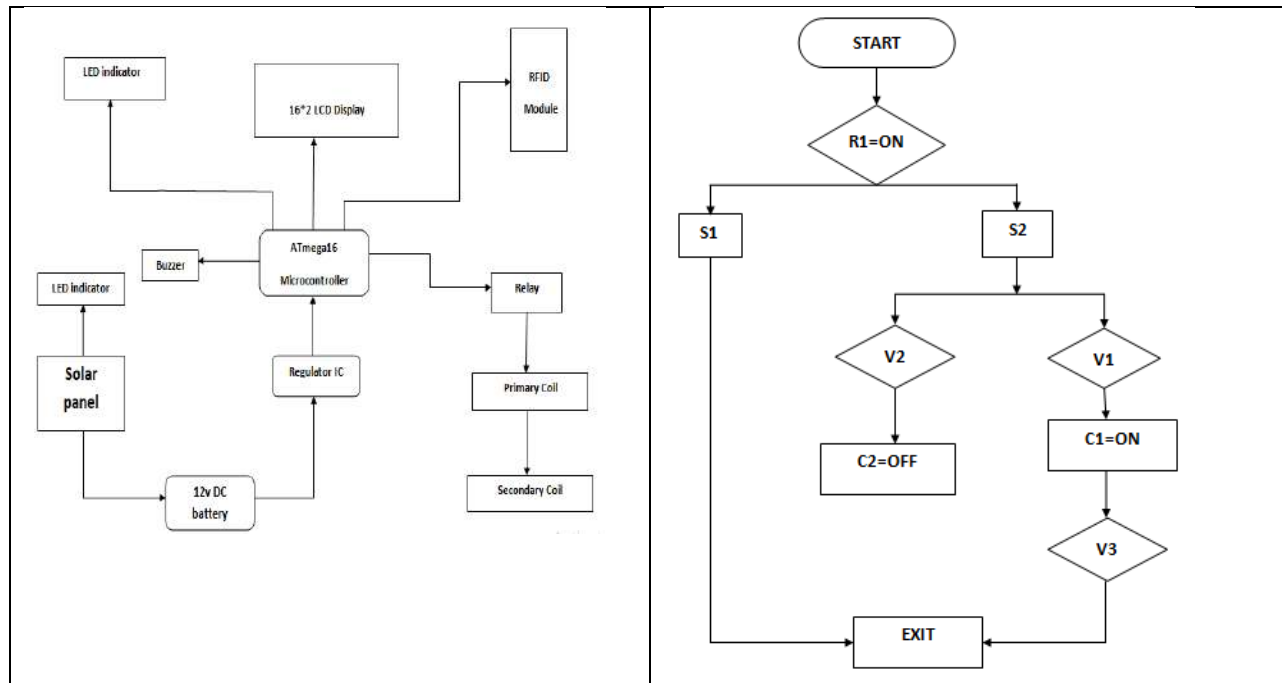 LED indicator
16*2 LCD Display
RFID
Module
ATmega16
Microcontroller
Buzzer
LED indicator
Relay
Solar
panel
Regulator IC
Primary Coil
12v DC
battery
Secondary Coil
START
R1=ON
S1
S2
V2
V1
C2=OFF
C1=ON
V3
EXIT